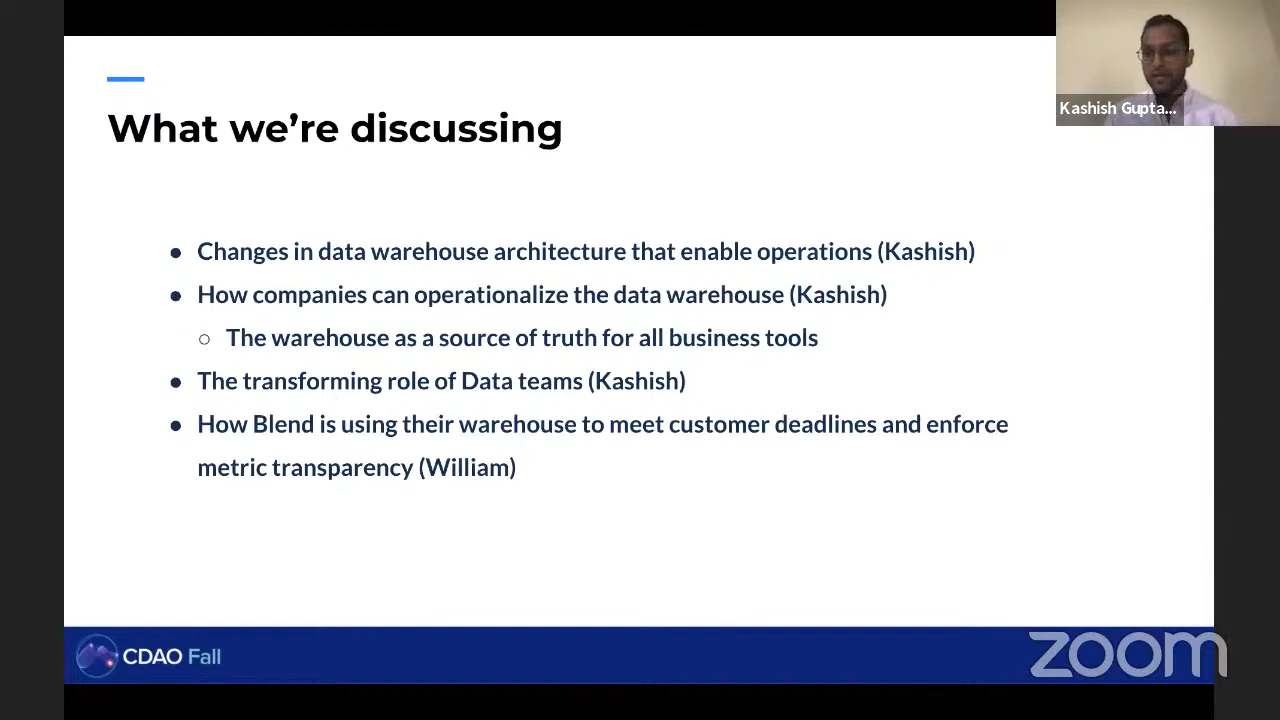 Kashish Gupta...
What we're discussing
● Changes in data warehouse architecture that enable operations (Kashish)
● How companies can operationalize the data warehouse (Kashish)
○ The warehouse as a source of truth for all business tools
● The transforming role of Data teams (Kashish)
● How Blend is using their warehouse to meet customer deadlines and enforce
metric transparency (William)
CDAO Fall
zoom